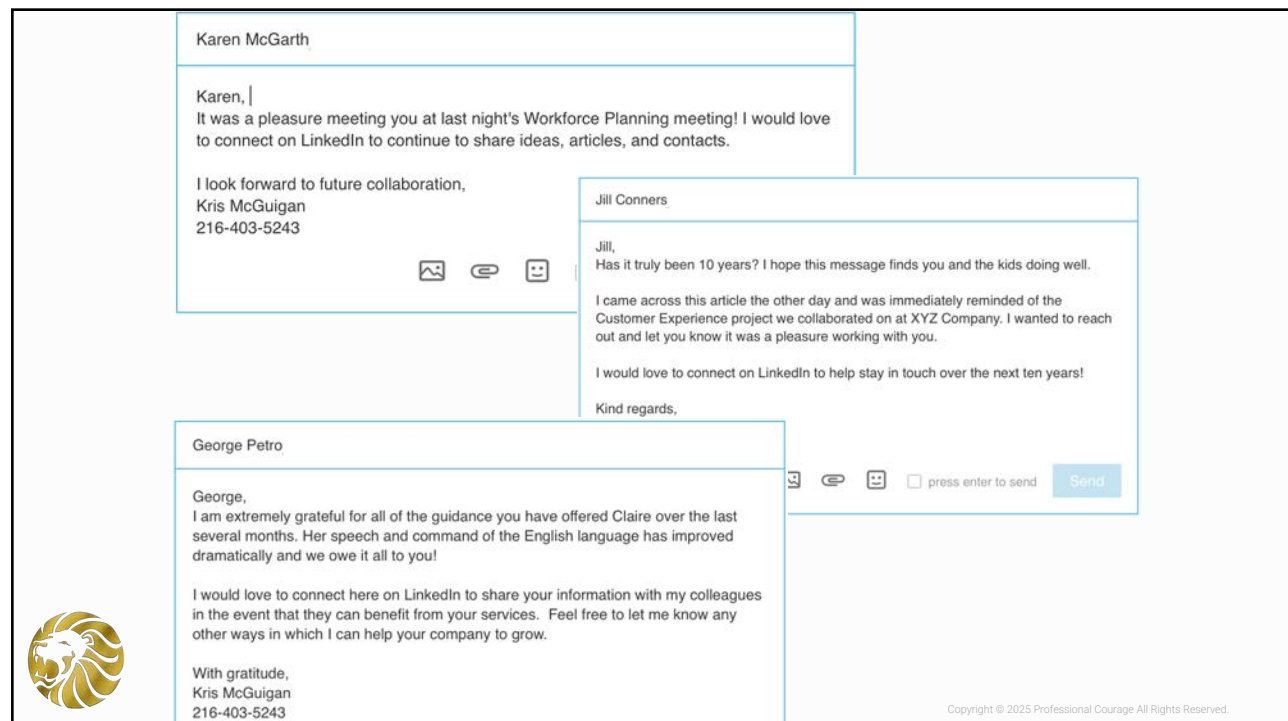 Karen McGarth
Karen,
It was a pleasure meeting you at last night's Workforce Planning meeting! I would love
to connect on LinkedIn to continue to share ideas, articles, and contacts.
I look forward to future collaboration,
Kris McGuigan
216-403-5243
Jill Conners
Jill,
Has it truly been 10 years? I hope this message finds you and the kids doing well.
I came across this article the other day and was immediately reminded of the
Customer Experience project we collaborated on at XYZ Company. I wanted to reach
out and let you know it was a pleasure working with you.
I would love to connect on LinkedIn to help stay in touch over the next ten years!
Kind regards,
press enter to send
Send
George Petro
George,
I am extremely grateful for all of the guidance you have offered Claire over the last
several months. Her speech and command of the English language has improved
dramatically and we owe it all to you!
I would love to connect here on LinkedIn to share your information with my colleagues
in the event that they can benefit from your services.  Feel free to let me know any
other ways in which I can help your company to grow.
With gratitude,
Kris McGuigan
216-403-5243
Copyright © 2025 Professional Courage All Rights Reserved.